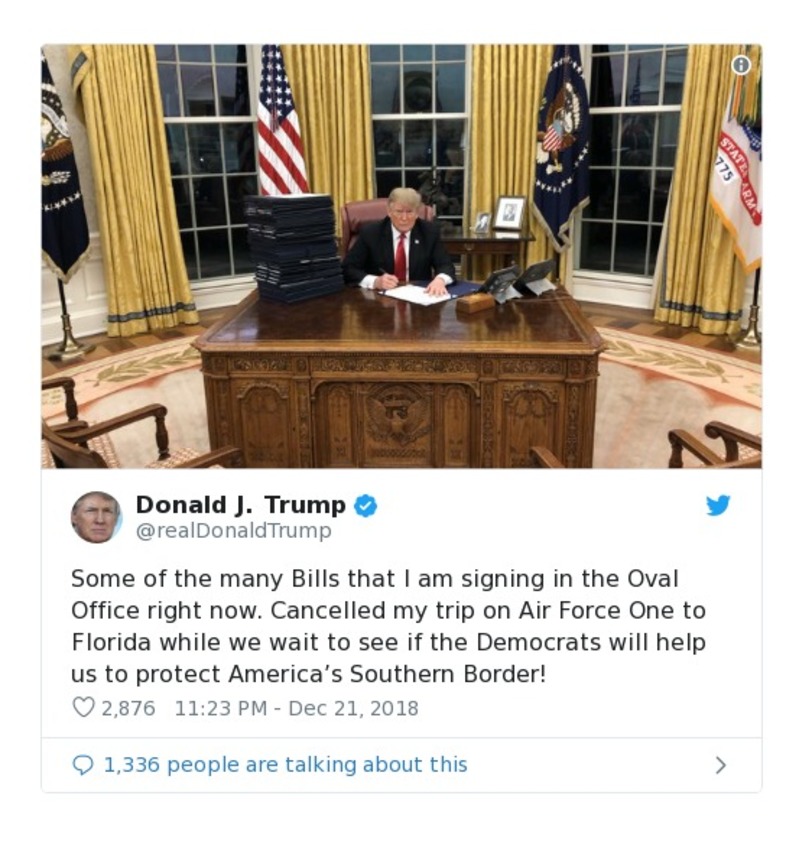 STATES ARM
775
Donald J. Trump
@realDonaldTrump
Some of the many Bills that I am signing in the Oval
Office right now. Cancelled my trip on Air Force One to
Florida while we wait to see if the Democrats will help
us to protect America’s Southern Border!
2,876 11:23 PM - Dec 21, 2018
1,336 people are talking about this